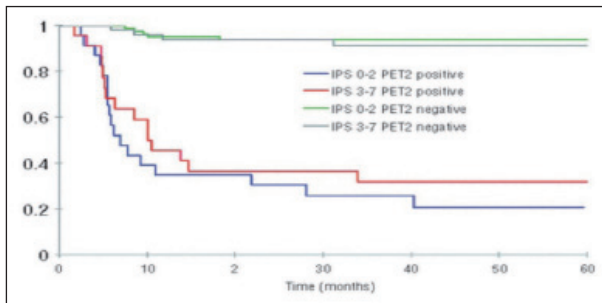 1
0.8
0.6
0.4
0.2
0
IPS 0-2 PET2 positive
IPS 3-7 PET2 positive
IPS 0-2 PET2 negative
IPS 3-7 PET2 negative
0 10 2 30 40 50 60
Time (months)